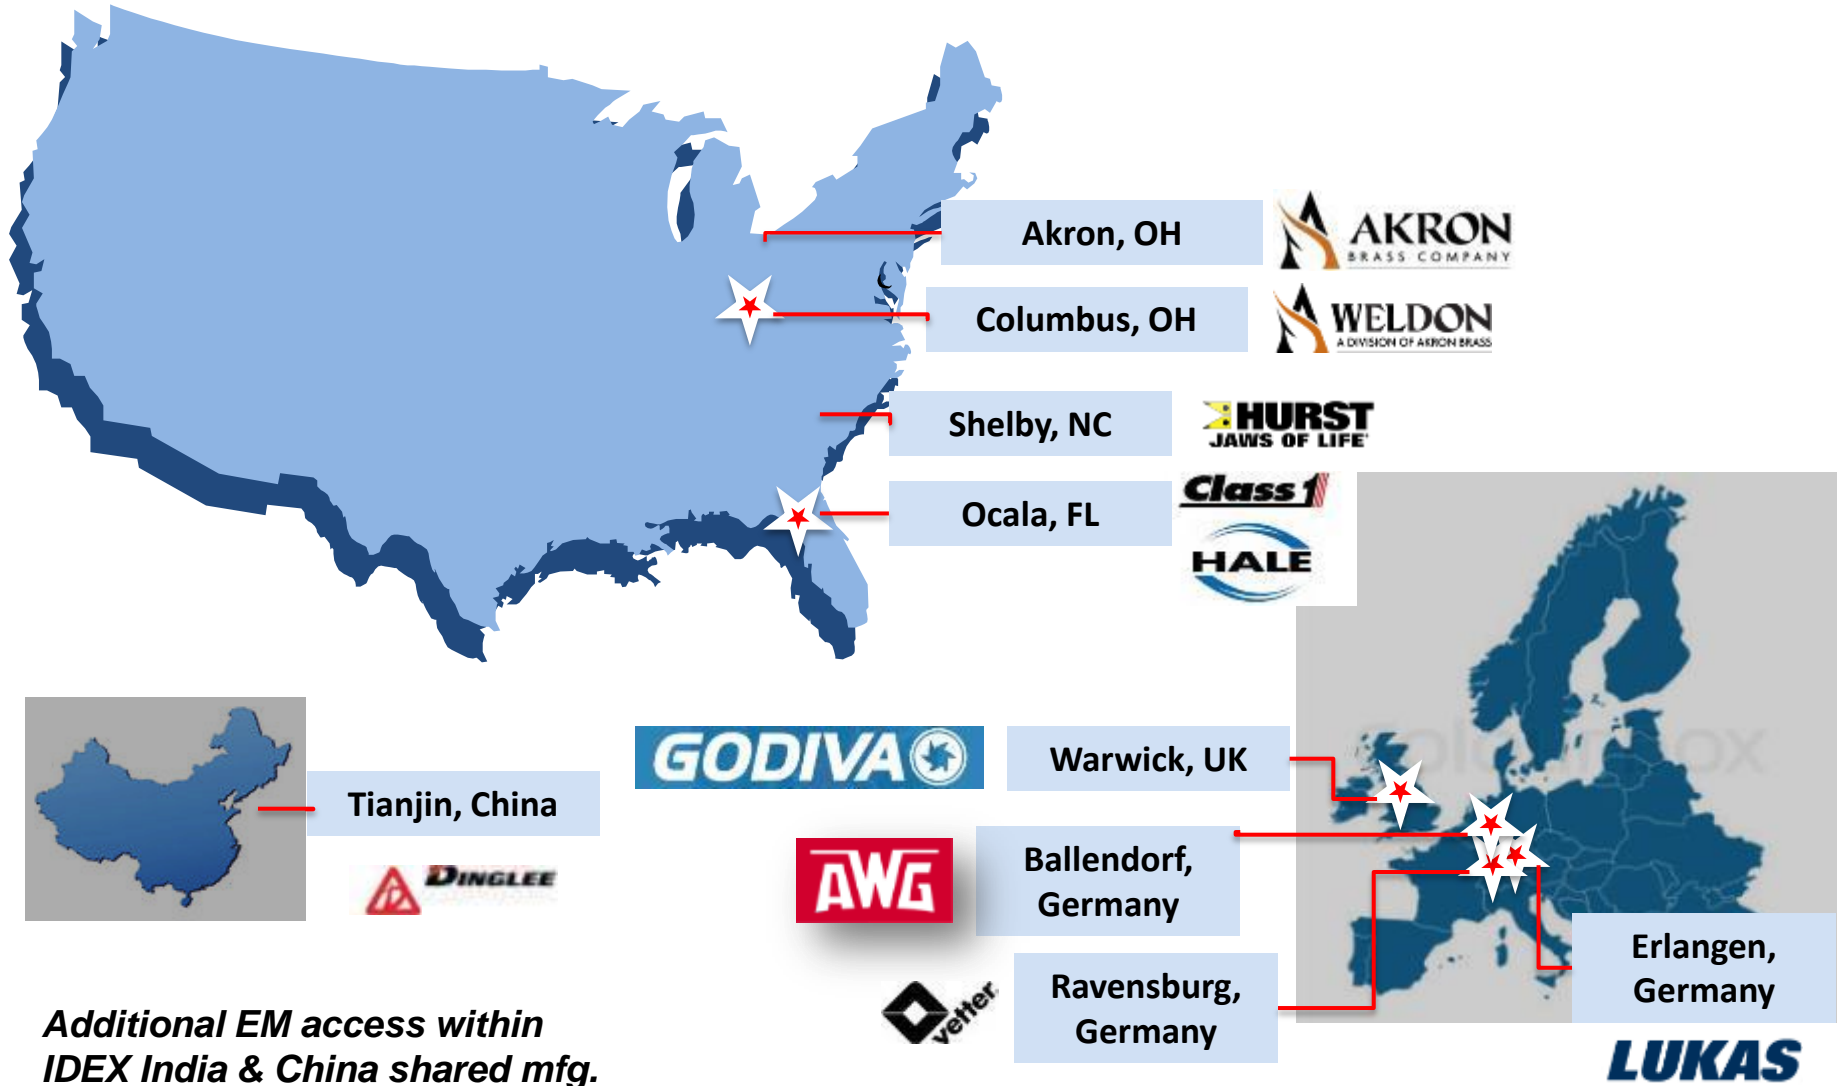 Akron, OH
AKRON
BRASS COMPANY
Columbus, OH
WELDON
A DIVISION OF AKRON BRASS
Shelby, NC
HURST
JAWS OF LIFE
Ocala, FL
Class 1
HALE
GODIVA
Warwick, UK
Tianjin, China
DINGLEE
AWG
Ballendorf,
Germany
vetter
Ravensburg,
Germany
Erlangen,
Germany
LUKAS
Additional EM access within
IDEX India & China shared mfg.